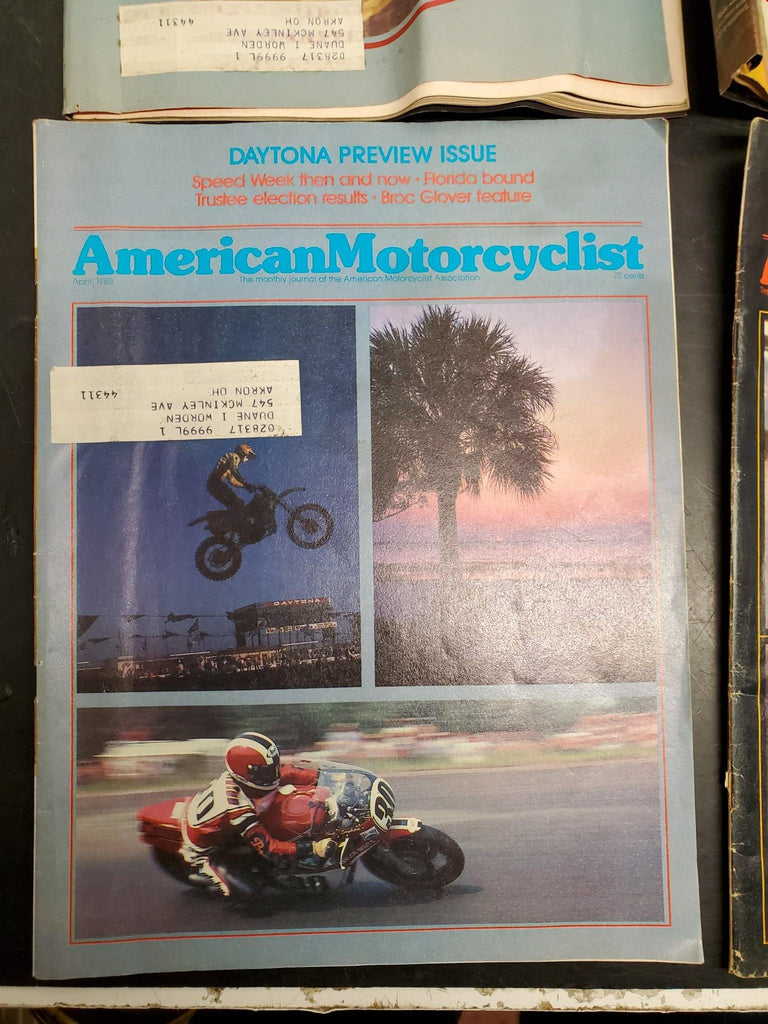 028317 9999L 1
DUANE I WORDEN
547 MCKINLEY AVE
AKRON OH 44311
DAYTONA PREVIEW ISSUE
Speed Week then and now • Florida bound
Trustee election results • Broc Glover feature
AmericanMotorcyclist
April, 1980
The monthly journal of the American Motorcyclist Association
75 cents
028317 9999L 1
DUANE I WORDEN
547 MCKINLEY AVE
AKRON OH 44311
DAYTONA